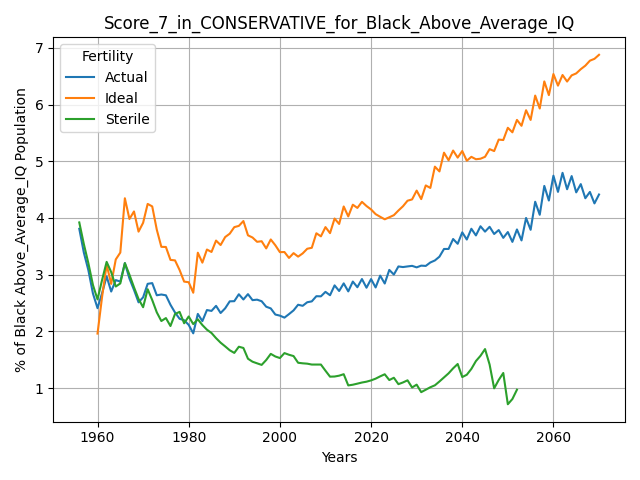 Score_7_in_CONSERVATIVE_for_Black_Above_Average_IQ
% of Black Above_Average_IQ Population
7
6
5
4
3
2
1
Fertility
Actual
Ideal
Sterile
1960
1980
2000
2020
2040
2060
Years